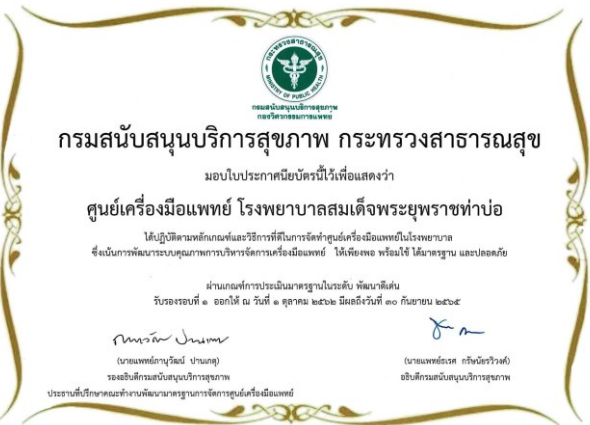 กระทรวงสาธารณสุข
MINISTRY OF PUBLIC HEALTH
กรมสนับสนุนบริการสุขภาพ
กองวิศวกรรมการแพทย์
กรมสนับสนุนบริการสุขภาพ กระทรวงสาธารณสุข
มอบใบประกาศนียบัตรนี้ไว้เพื่อแสดงว่า
ศูนย์เครื่องมือแพทย์ โรงพยาบาลสมเด็จพระยุพราชท่าบ่อ
ได้ปฏิบัติตามหลักเกณฑ์และวิธีการที่ดีในการจัดทำศูนย์เครื่องมือแพทย์ในโรงพยาบาล
ซึ่งเน้นการพัฒนาระบบคุณภาพการบริหารจัดการเครื่องมือแพทย์ ให้เพียงพอ พร้อมใช้ ได้มาตรฐาน และปลอดภัย
ผ่านเกณฑ์การประเมินมาตรฐานในระดับ พัฒนาดีเด่น
รับรองรอบที่ ๑ ออกให้ ณ วันที่ ๑ ตุลาคม ๒๕๖๒ มีผลถึงวันที่ ๓๐ กันยายน ๒๕๖๕
(นายแพทย์ภานุวัฒน์ ปานเกตุ) (นายแพทย์ธเรศ กรัษนัยรวิวงค์)
รองอธิบดีกรมสนับสนุนบริการสุขภาพ อธิบดีกรมสนับสนุนบริการสุขภาพ
ประธานที่ปรึกษาคณะทำงานพัฒนามาตรฐานการจัดการศูนย์เครื่องมือแพทย์